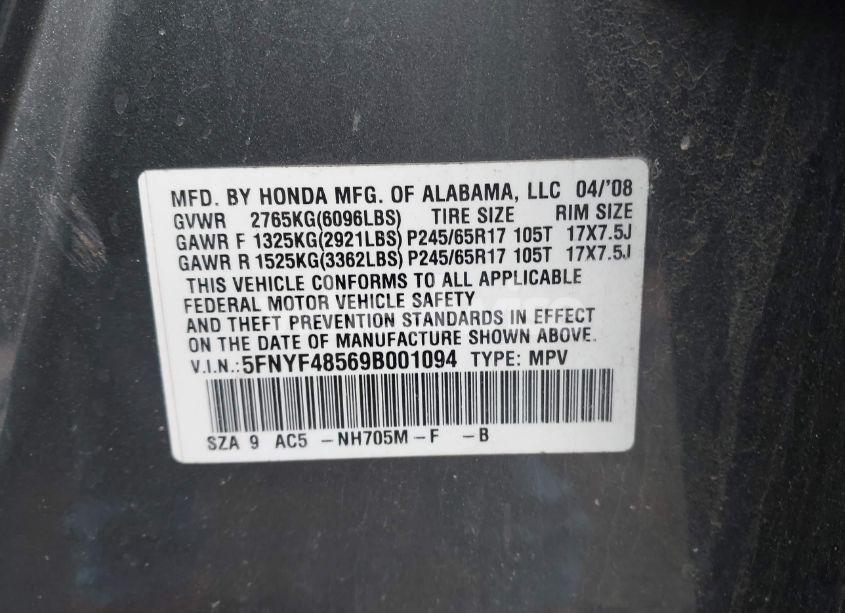 MFD. BY HONDA MFG. OF ALABAMA, LLC 04/'08
GVWR 2765KG(6096LBS) TIRE SIZE RIM SIZE
GAWR F 1325KG(2921LBS) P245/65R17 105T 17X7.5J
GAWR R 1525KG(3362LBS) P245/65R17 105T 17X7.5J
THIS VEHICLE CONFORMS TO ALL APPLICABLE
FEDERAL MOTOR VEHICLE SAFETY
AND THEFT PREVENTION STANDARDS IN EFFECT
ON THE DATE OF MANUFACTURE SHOWN ABOVE.
V.I.N.: 5FNYF48569B001094 TYPE: MPV
SZA 9 AC5 -NH705M-F -B